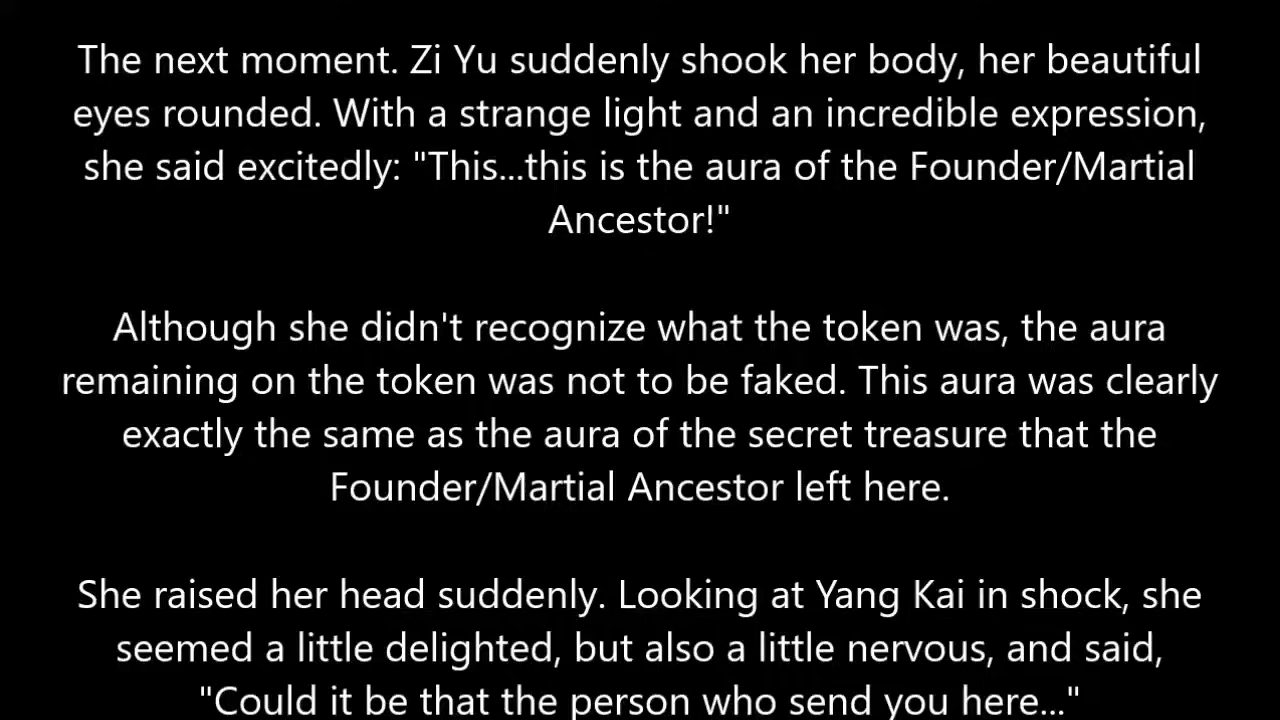 The next moment. Zi Yu suddenly shook her body, her beautiful
eyes rounded. With a strange light and an incredible expression,
she said excitedly: "This...this is the aura of the Founder/Martial
Ancestor!"
Although she didn't recognize what the token was, the aura
remaining on the token was not to be faked. This aura was clearly
exactly the same as the aura of the secret treasure that the
Founder/Martial Ancestor left here.
She raised her head suddenly. Looking at Yang Kai in shock, she
seemed a little delighted, but also a little nervous, and said,
"Could it be that the person who send you here..."